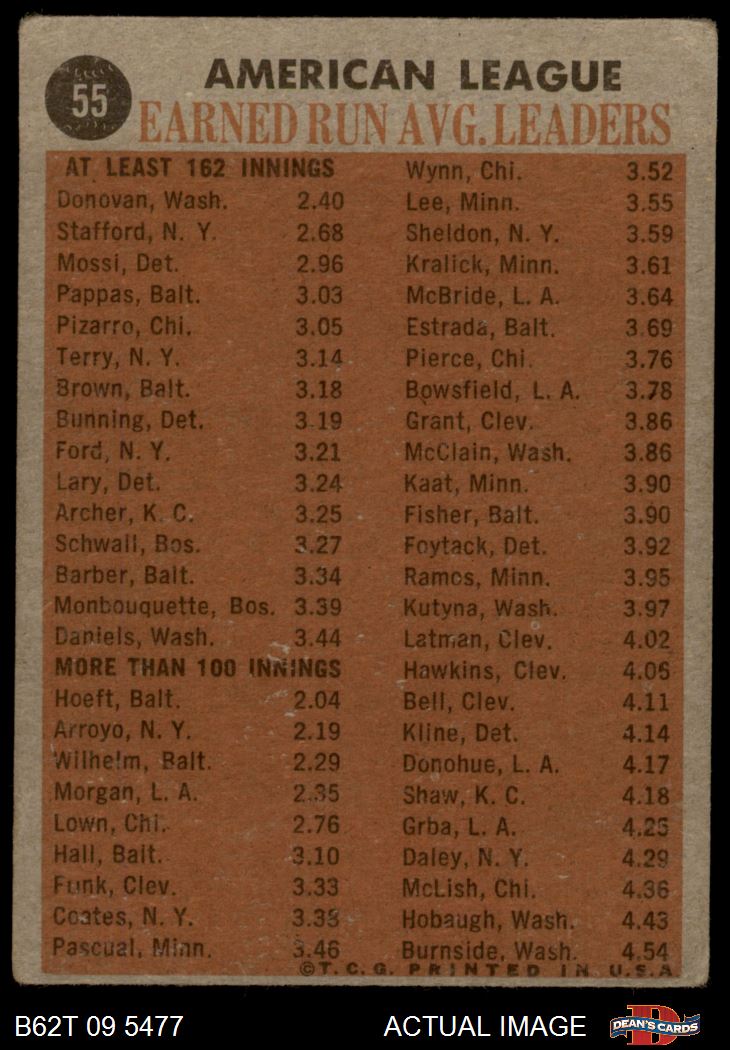 55
AMERICAN LEAGUE
EARNED RUN AVG. LEADERS
AT LEAST 162 INNINGS
Donovan, Wash. 2.40
Stafford, N. Y. 2.68
Mossi, Det. 2.96
Pappas, Balt. 3.03
Pizarro, Chi. 3.05
Terry, N. Y. 3.14
Brown, Balt. 3.18
Bunning, Det. 3.19
Ford, N. Y. 3.21
Lary, Det. 3.24
Archer, K. C. 3.25
Schwall, Bos. 3.27
Barber, Balt. 3.34
Monbouquette, Bos. 3.39
Daniels, Wash. 3.44
MORE THAN 100 INNINGS
Hoeft, Balt. 2.04
Arroyo, N. Y. 2.19
Wilhelm, Balt. 2.29
Morgan, L. A. 2.35
Lown, Chi. 2.76
Hall, Balt. 3.10
Funk, Clev. 3.33
Coates, N. Y. 3.38
Pascual, Minn. 3.46
Wynn, Chi. 3.52
Lee, Minn. 3.55
Sheldon, N. Y. 3.59
Kralick, Minn. 3.61
McBride, L. A. 3.64
Estrada, Balt. 3.69
Pierce, Chi. 3.76
Bowsfield, L. A. 3.78
Grant, Clev. 3.86
McClain, Wash. 3.86
Kaat, Minn. 3.90
Fisher, Balt. 3.90
Foytack, Det. 3.92
Ramos, Minn. 3.95
Kutyna, Wash. 3.97
Latman, Clev. 4.02
Hawkins, Clev. 4.06
Bell, Clev. 4.11
Kline, Det. 4.14
Donohue, L. A. 4.17
Shaw, K. C. 4.18
Grba, L. A. 4.25
Daley, N. Y. 4.29
McLish, Chi. 4.36
Hobaugh, Wash. 4.43
Burnside, Wash. 4.54
©T. C. G. PRINTED IN U.S.A
B62T 09 5477
ACTUAL IMAGE
D
DEAN'S CARDS